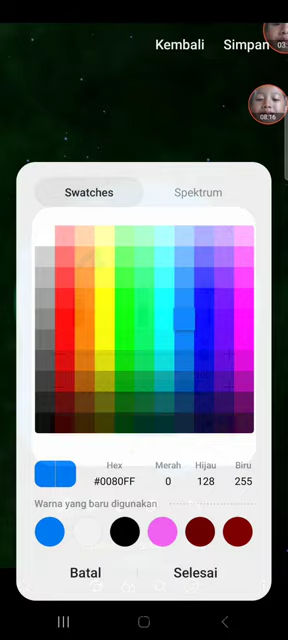 Kembali Simpan
03:
08:16
Swatches Spektrum
Hex Merah Hijau Biru
#0080FF 0 128 255
Warna yang baru digunakan
Batal Selesai